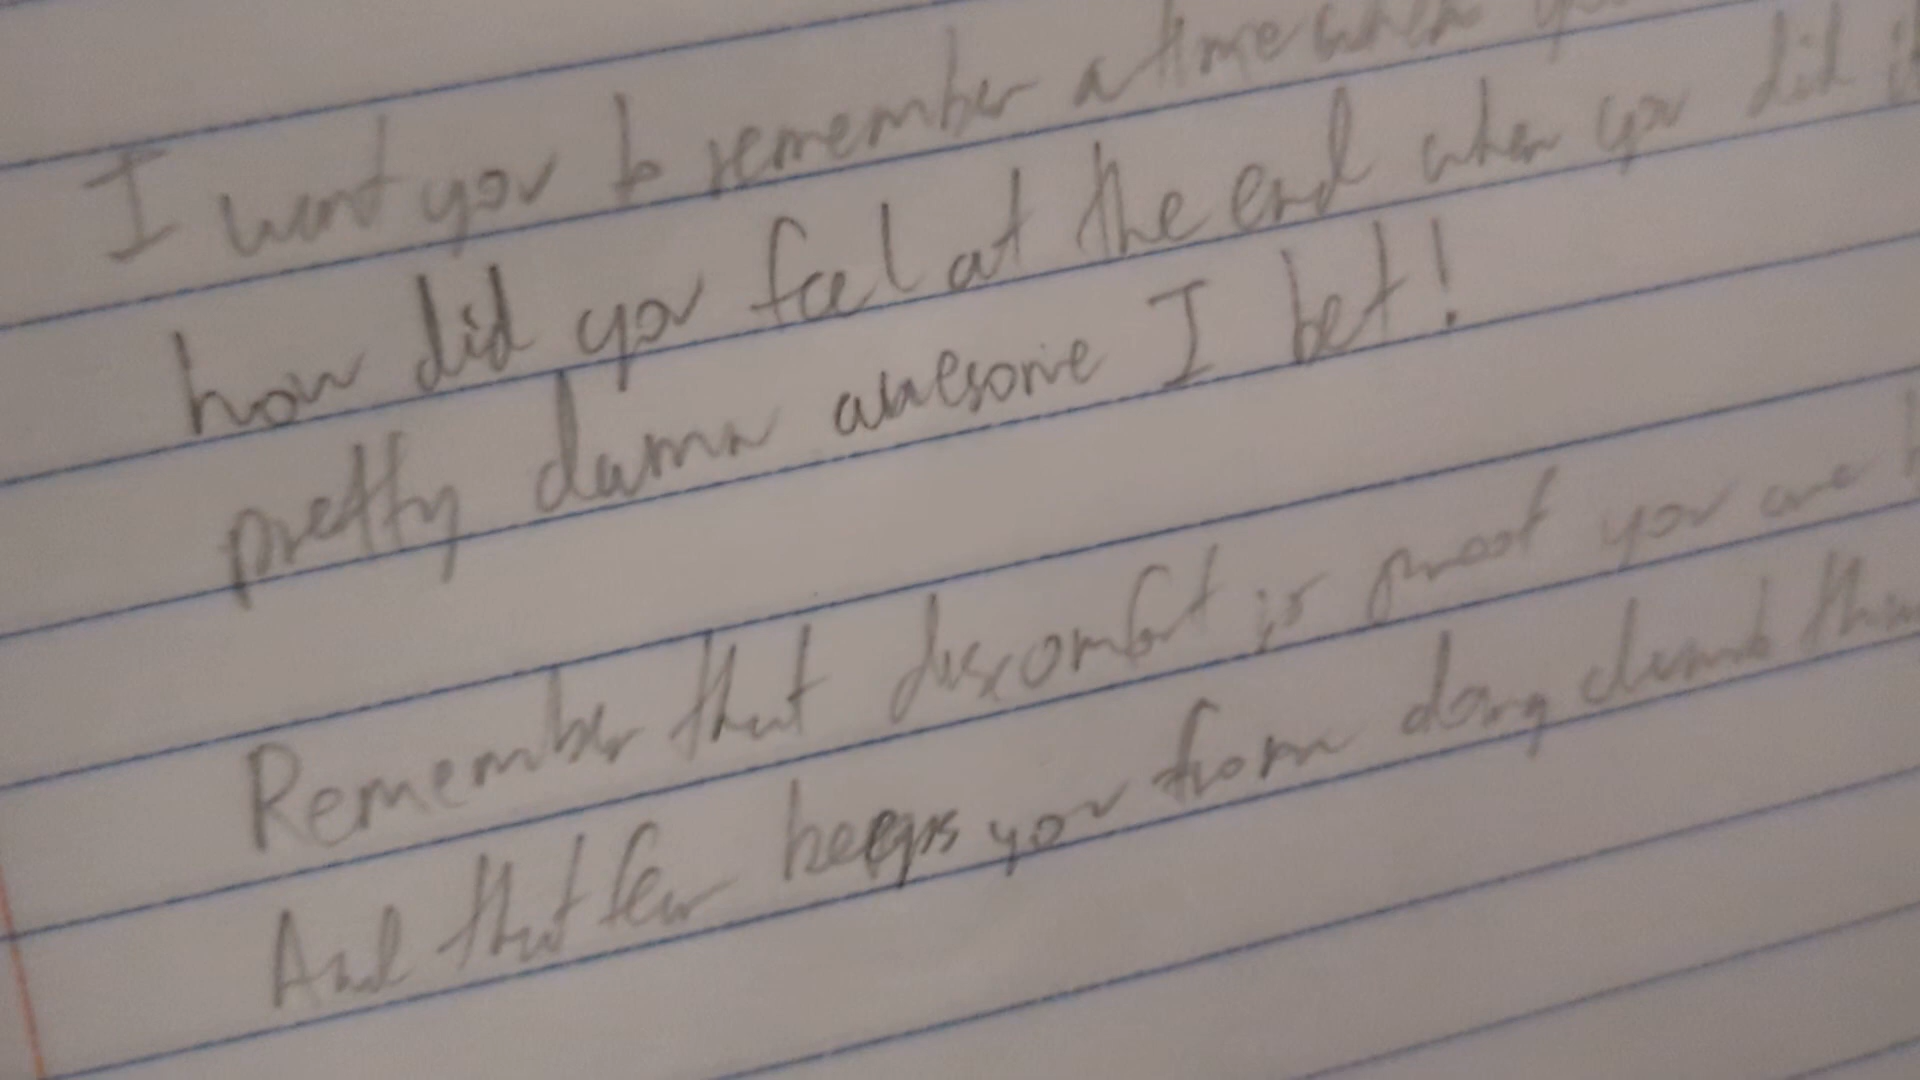 I want you to remember a time when
how did you feel at the end when you did
pretty damn awesome I bet!
Remember that discomfort is proof you are
And that fear keeps you from doing dumb